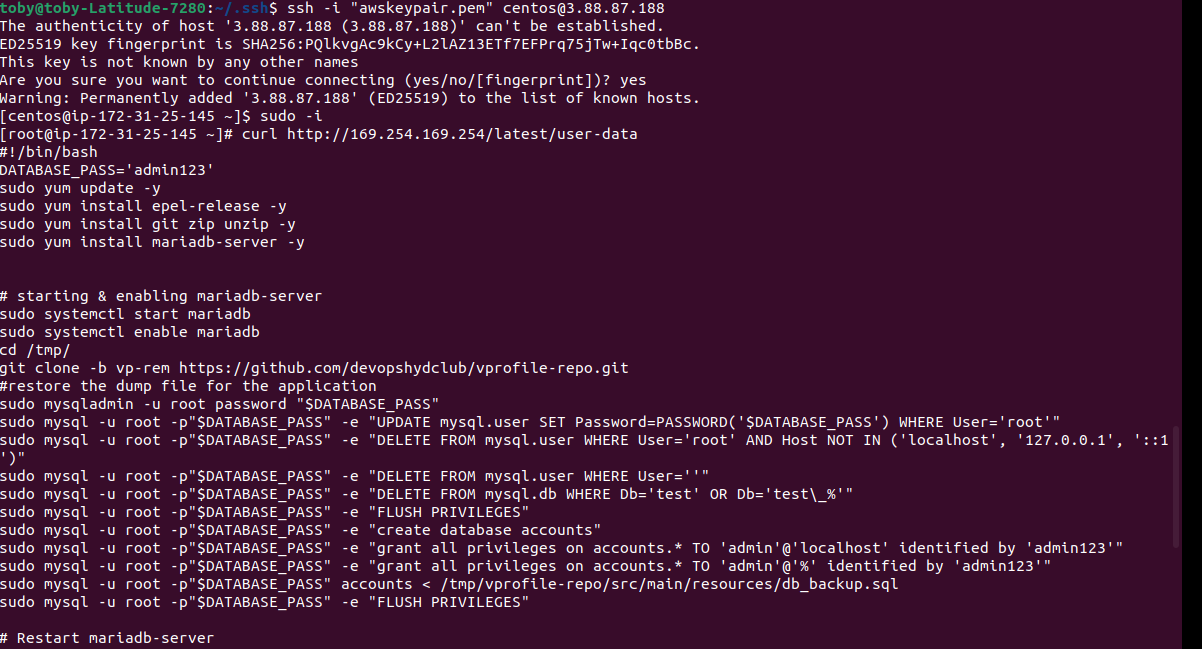 toby@toby-Latitude-7280:~/.ssh$ ssh -i "awskeypair.pem" centos@3.88.87.188
The authenticity of host '3.88.87.188 (3.88.87.188)' can't be established.
ED25519 key fingerprint is SHA256:PQlkvgAc9kCy+L2lAZ13ETf7EFPrq75jTw+Iqc0tbBc.
This key is not known by any other names
Are you sure you want to continue connecting (yes/no/[fingerprint])? yes
Warning: Permanently added '3.88.87.188' (ED25519) to the list of known hosts.
[centos@ip-172-31-25-145 ~]$ sudo -i
[root@ip-172-31-25-145 ~]# curl http://169.254.169.254/latest/user-data
#!/bin/bash
DATABASE_PASS='admin123'
sudo yum update -y
sudo yum install epel-release -y
sudo yum install git zip unzip -y
sudo yum install mariadb-server -y
# starting & enabling mariadb-server
sudo systemctl start mariadb
sudo systemctl enable mariadb
cd /tmp/
git clone -b vp-rem https://github.com/devopshydclub/vprofile-repo.git
#restore the dump file for the application
sudo mysqladmin -u root password "$DATABASE_PASS"
sudo mysql -u root -p"$DATABASE_PASS" -e "UPDATE mysql.user SET Password=PASSWORD('$DATABASE_PASS') WHERE User='root'"
sudo mysql -u root -p"$DATABASE_PASS" -e "DELETE FROM mysql.user WHERE User='root' AND Host NOT IN ('localhost', '127.0.0.1', '::1
')"
sudo mysql -u root -p"$DATABASE_PASS" -e "DELETE FROM mysql.user WHERE User=''"
sudo mysql -u root -p"$DATABASE_PASS" -e "DELETE FROM mysql.db WHERE Db='test' OR Db='test\_%'"
sudo mysql -u root -p"$DATABASE_PASS" -e "FLUSH PRIVILEGES"
sudo mysql -u root -p"$DATABASE_PASS" -e "create database accounts"
sudo mysql -u root -p"$DATABASE_PASS" -e "grant all privileges on accounts.* TO 'admin'@'localhost' identified by 'admin123'"
sudo mysql -u root -p"$DATABASE_PASS" -e "grant all privileges on accounts.* TO 'admin'@'%' identified by 'admin123'"
sudo mysql -u root -p"$DATABASE_PASS" accounts < /tmp/vprofile-repo/src/main/resources/db_backup.sql
sudo mysql -u root -p"$DATABASE_PASS" -e "FLUSH PRIVILEGES"
# Restart mariadb-server